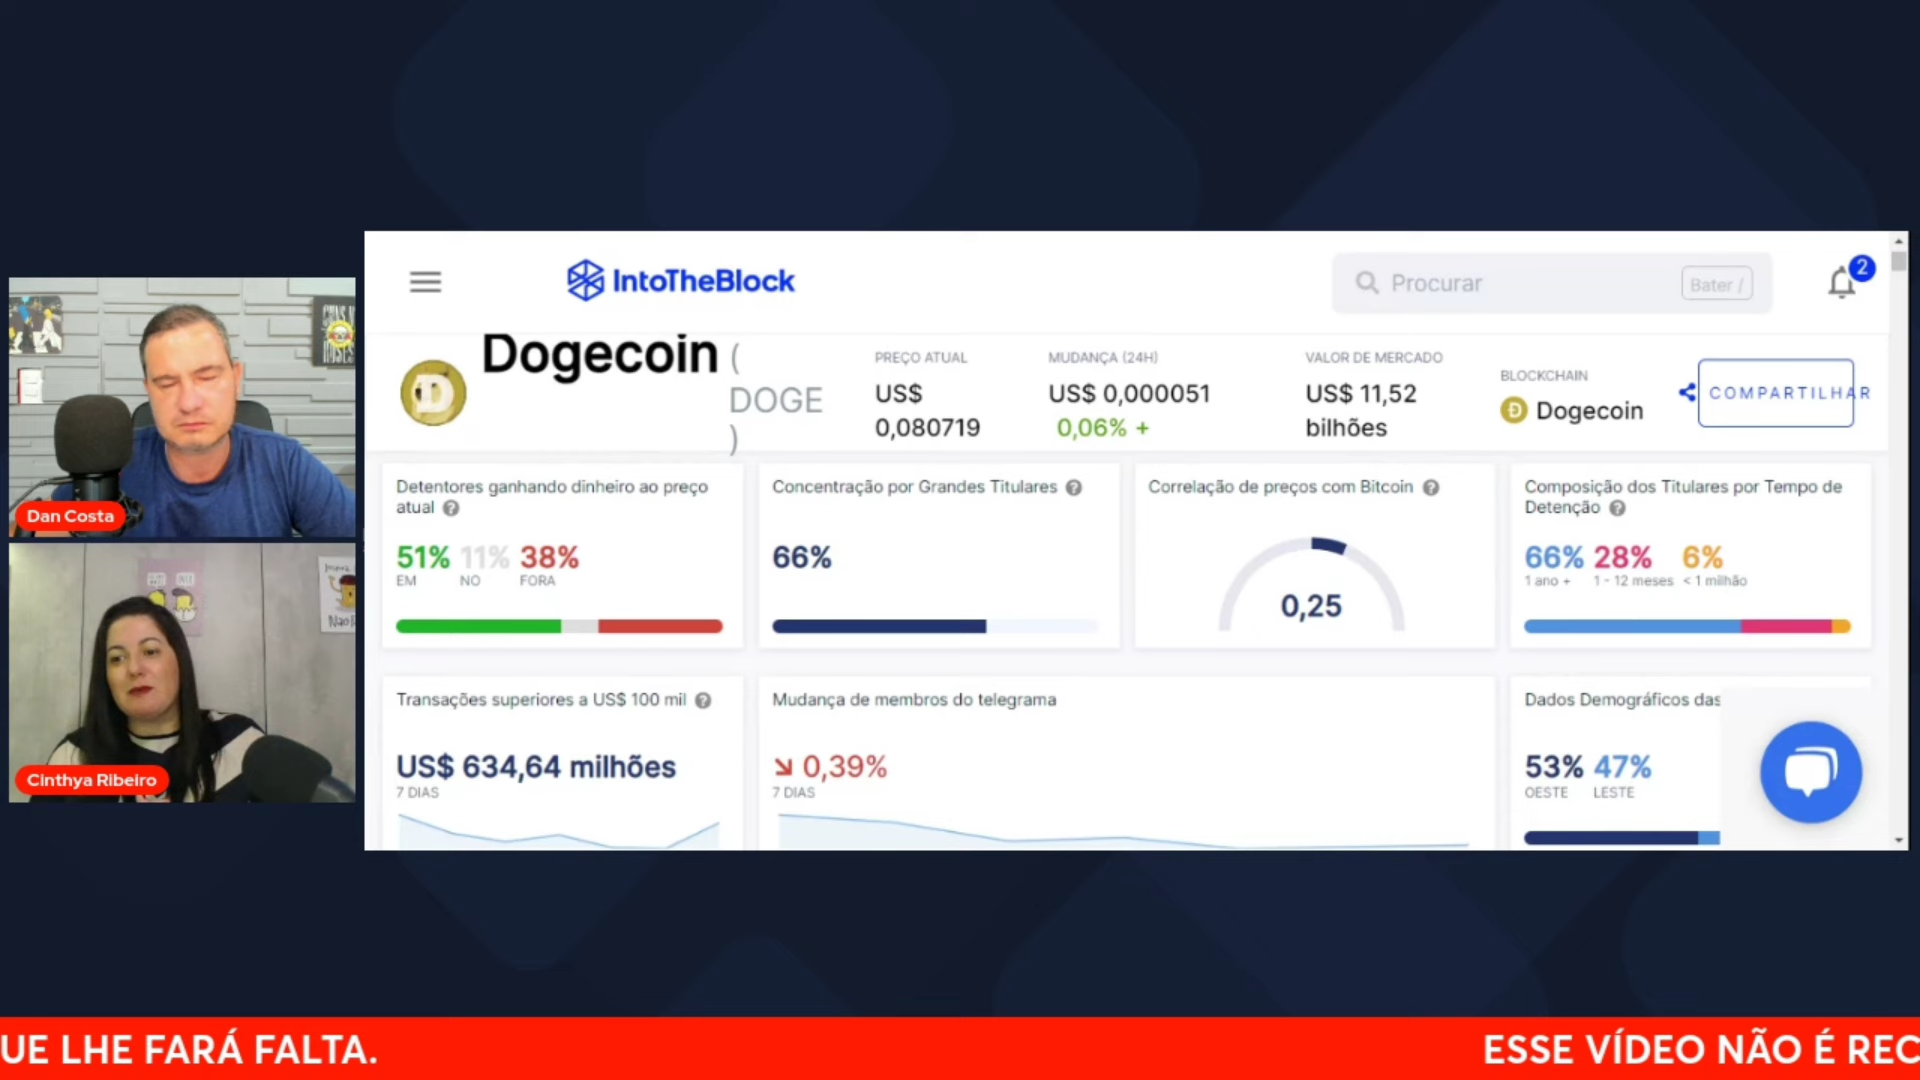 IntoTheBlock
Procurar
Bater /
2
Dogecoin (
DOGE
)
PREÇO ATUAL
US$
0,080719
MUDANÇA (24H)
US$ 0,000051
0,06% +
VALOR DE MERCADO
US$ 11,52
bilhões
BLOCKCHAIN
Dogecoin
COMPARTILHAR
Detentores ganhando dinheiro ao preço
atual ?
51% 11% 38%
EM NO FORA
Concentração por Grandes Titulares ?
66%
Correlação de preços com Bitcoin ?
0,25
Composição dos Titulares por Tempo de
Detenção ?
66% 28% 6%
1 ano + 1 - 12 meses < 1 milhão
Transações superiores a US$ 100 mil ?
US$ 634,64 milhões
7 DIAS
Mudança de membros do telegrama
0,39%
7 DIAS
Dados Demográficos das
53% 47%
OESTE LESTE
Dan Costa
Cinthya Ribeiro
UE LHE FARÁ FALTA.
ESSE VÍDEO NÃO É REC